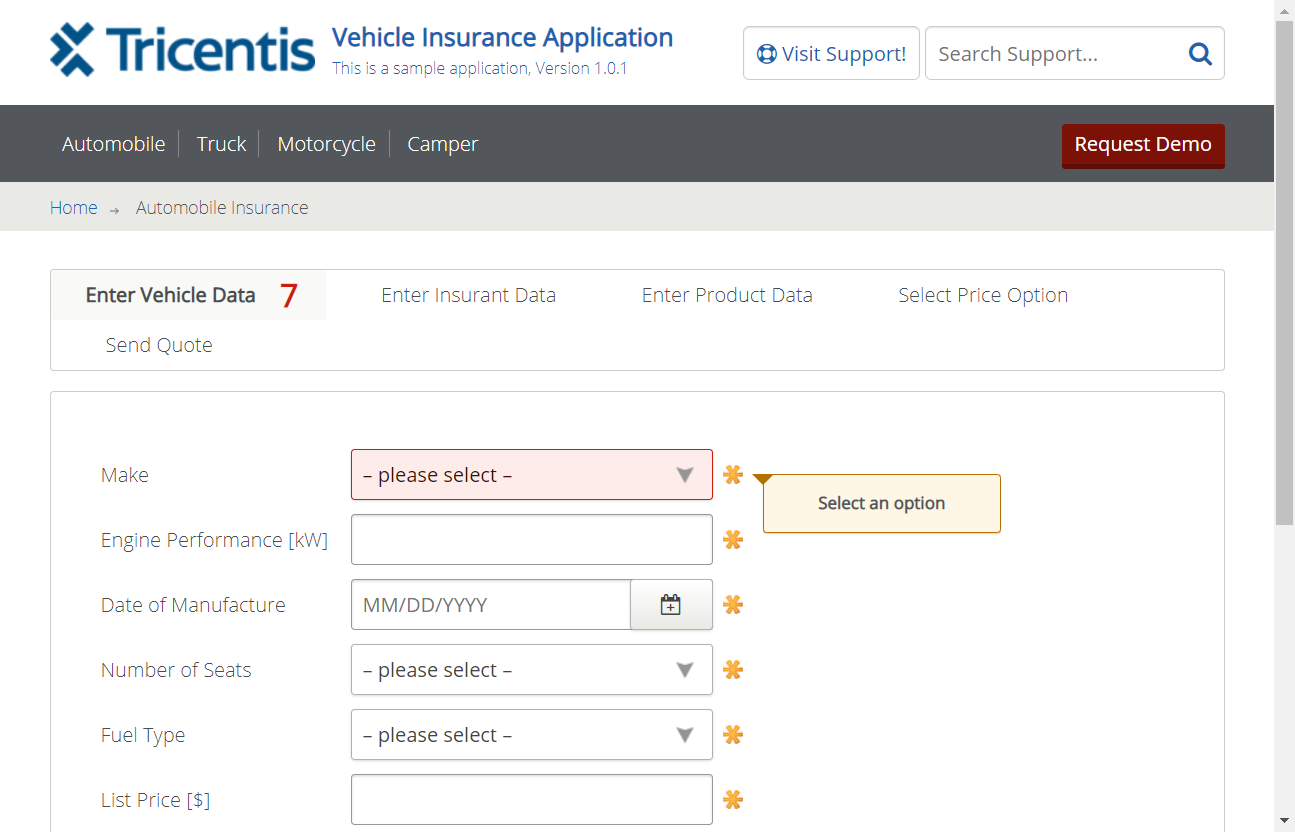 Tricentis
Vehicle Insurance Application
This is a sample application, Version 1.0.1
Visit Support!
Search Support...
Automobile
Truck
Motorcycle
Camper
Request Demo
Home → Automobile Insurance
Enter Vehicle Data 7
Enter Insurant Data
Enter Product Data
Select Price Option
Send Quote
Make
– please select –
Select an option
Engine Performance [kW]
Date of Manufacture
MM/DD/YYYY
Number of Seats
– please select –
Fuel Type
– please select –
List Price [$]